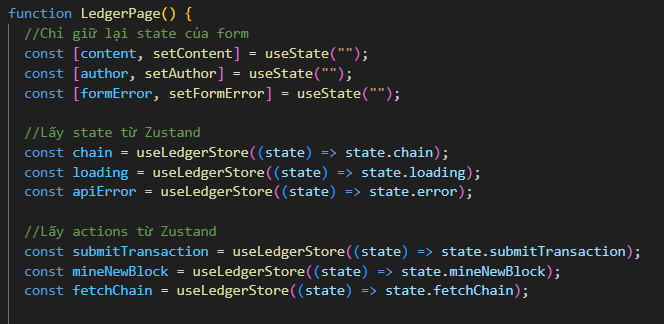 function LedgerPage() {
  //Chỉ giữ lại state của form
  const [content, setContent] = useState("");
  const [author, setAuthor] = useState("");
  const [formError, setFormError] = useState("");

  //Lấy state từ Zustand
  const chain = useLedgerStore((state) => state.chain);
  const loading = useLedgerStore((state) => state.loading);
  const apiError = useLedgerStore((state) => state.error);

  //Lấy actions từ Zustand
  const submitTransaction = useLedgerStore((state) => state.submitTransaction);
  const mineNewBlock = useLedgerStore((state) => state.mineNewBlock);
  const fetchChain = useLedgerStore((state) => state.fetchChain);